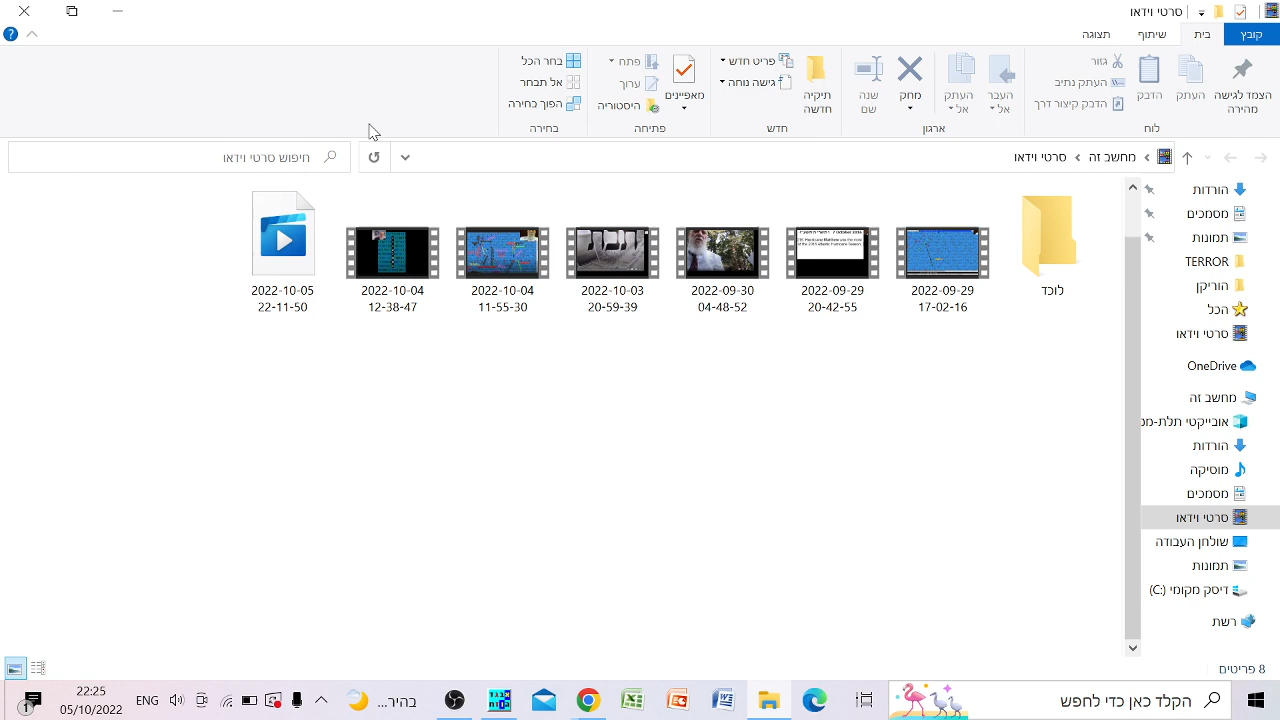 סרטי וידאו
קובץ
בית
שיתוף
תצוגה
הצמד לגישה
מהירה
העתק
הדבק
גזור
העתק נתיב
הדבק קיצור דרך
לוח
העבר
אל
העתק
אל
מחק
שנה
שם
ארגון
תיקיה
חדשה
פריט חדש
גישה נוחה
חדש
מאפיינים
פתח
ערוך
היסטוריה
פתיחה
בחר הכל
אל תבחר
הפוך בחירה
בחירה
מחשב זה
סרטי וידאו
חיפוש סרטי וידאו
הורדות
מסמכים
תמונות
TERROR
הוריקן
הכל
סרטי וידאו
OneDrive
מחשב זה
אובייקטי תלת-ממ
הורדות
מוסיקה
מסמכים
סרטי וידאו
שולחן העבודה
תמונות
דיסק מקומי (C:)
רשת
לוכד
2022-09-29
17-02-16
2022-09-29
20-42-55
2022-09-30
04-48-52
2022-10-03
20-59-39
2022-10-04
11-55-30
2022-10-04
12-38-47
2022-10-05
22-11-50
8 פריטים
הקלד כאן כדי לחפש
בהיר...
ENG
22:25
05/10/2022
1